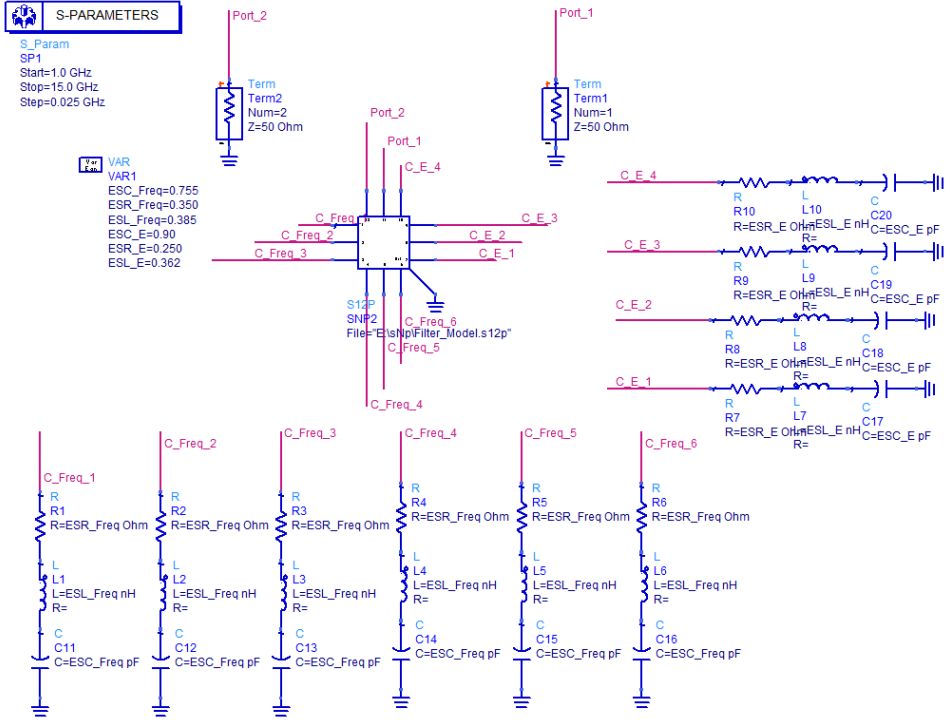 S-PARAMETERS
S_Param
SP1
Start=1.0 GHz
Stop=15.0 GHz
Step=0.025 GHz
Port_2
Term
Term2
Num=2
Z=50 Ohm
Port_1
Term
Term1
Num=1
Z=50 Ohm
Var
Eqn
VAR
VAR1
ESC_Freq=0.755
ESR_Freq=0.350
ESL_Freq=0.385
ESC_E=0.90
ESR_E=0.250
ESL_E=0.362
Port_2
Port_1
C_E_4
C_Freq
C_Freq_2
C_Freq_3
C_E_3
C_E_2
C_E_1
S12P
SNP2
File="E:\sNp\Filter_Model.s12p"
C_Freq_6
C_Freq_5
C_Freq_4
C_E_4
R
R10
R=ESR_E Ohm
L
L10
L=ESL_E nH
R=
C
C20
C=ESC_E pF
C_E_3
R
R9
R=ESR_E Ohm
L
L9
L=ESL_E nH
R=
C
C19
C=ESC_E pF
C_E_2
R
R8
R=ESR_E Ohm
L
L8
L=ESL_E nH
R=
C
C18
C=ESC_E pF
C_E_1
R
R7
R=ESR_E Ohm
L
L7
L=ESL_E nH
R=
C
C17
C=ESC_E pF
C_Freq_1
R
R1
R=ESR_Freq Ohm
L
L1
L=ESL_Freq nH
R=
C
C11
C=ESC_Freq pF
C_Freq_2
R
R2
R=ESR_Freq Ohm
L
L2
L=ESL_Freq nH
R=
C
C12
C=ESC_Freq pF
C_Freq_3
R
R3
R=ESR_Freq Ohm
L
L3
L=ESL_Freq nH
R=
C
C13
C=ESC_Freq pF
C_Freq_4
R
R4
R=ESR_Freq Ohm
L
L4
L=ESL_Freq nH
R=
C
C14
C=ESC_Freq pF
C_Freq_5
R
R5
R=ESR_Freq Ohm
L
L5
L=ESL_Freq nH
R=
C
C15
C=ESC_Freq pF
C_Freq_6
R
R6
R=ESR_Freq Ohm
L
L6
L=ESL_Freq nH
R=
C
C16
C=ESC_Freq pF